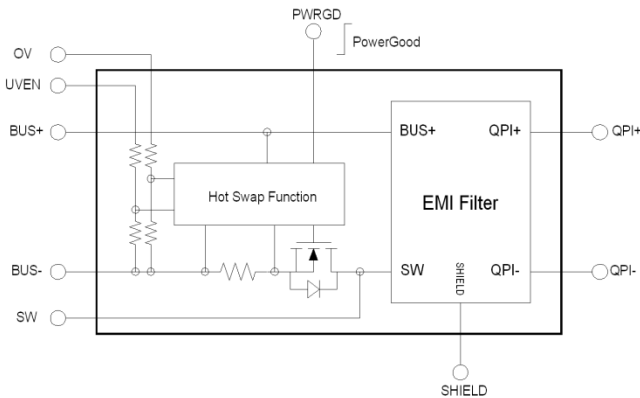 PWRGD
PowerGood
OV
UVEN
BUS+
BUS+ QPI+
QPI+
Hot Swap Function
EMI Filter
BUS-
SW QPI-
QPI-
SHIELD
SW
SHIELD